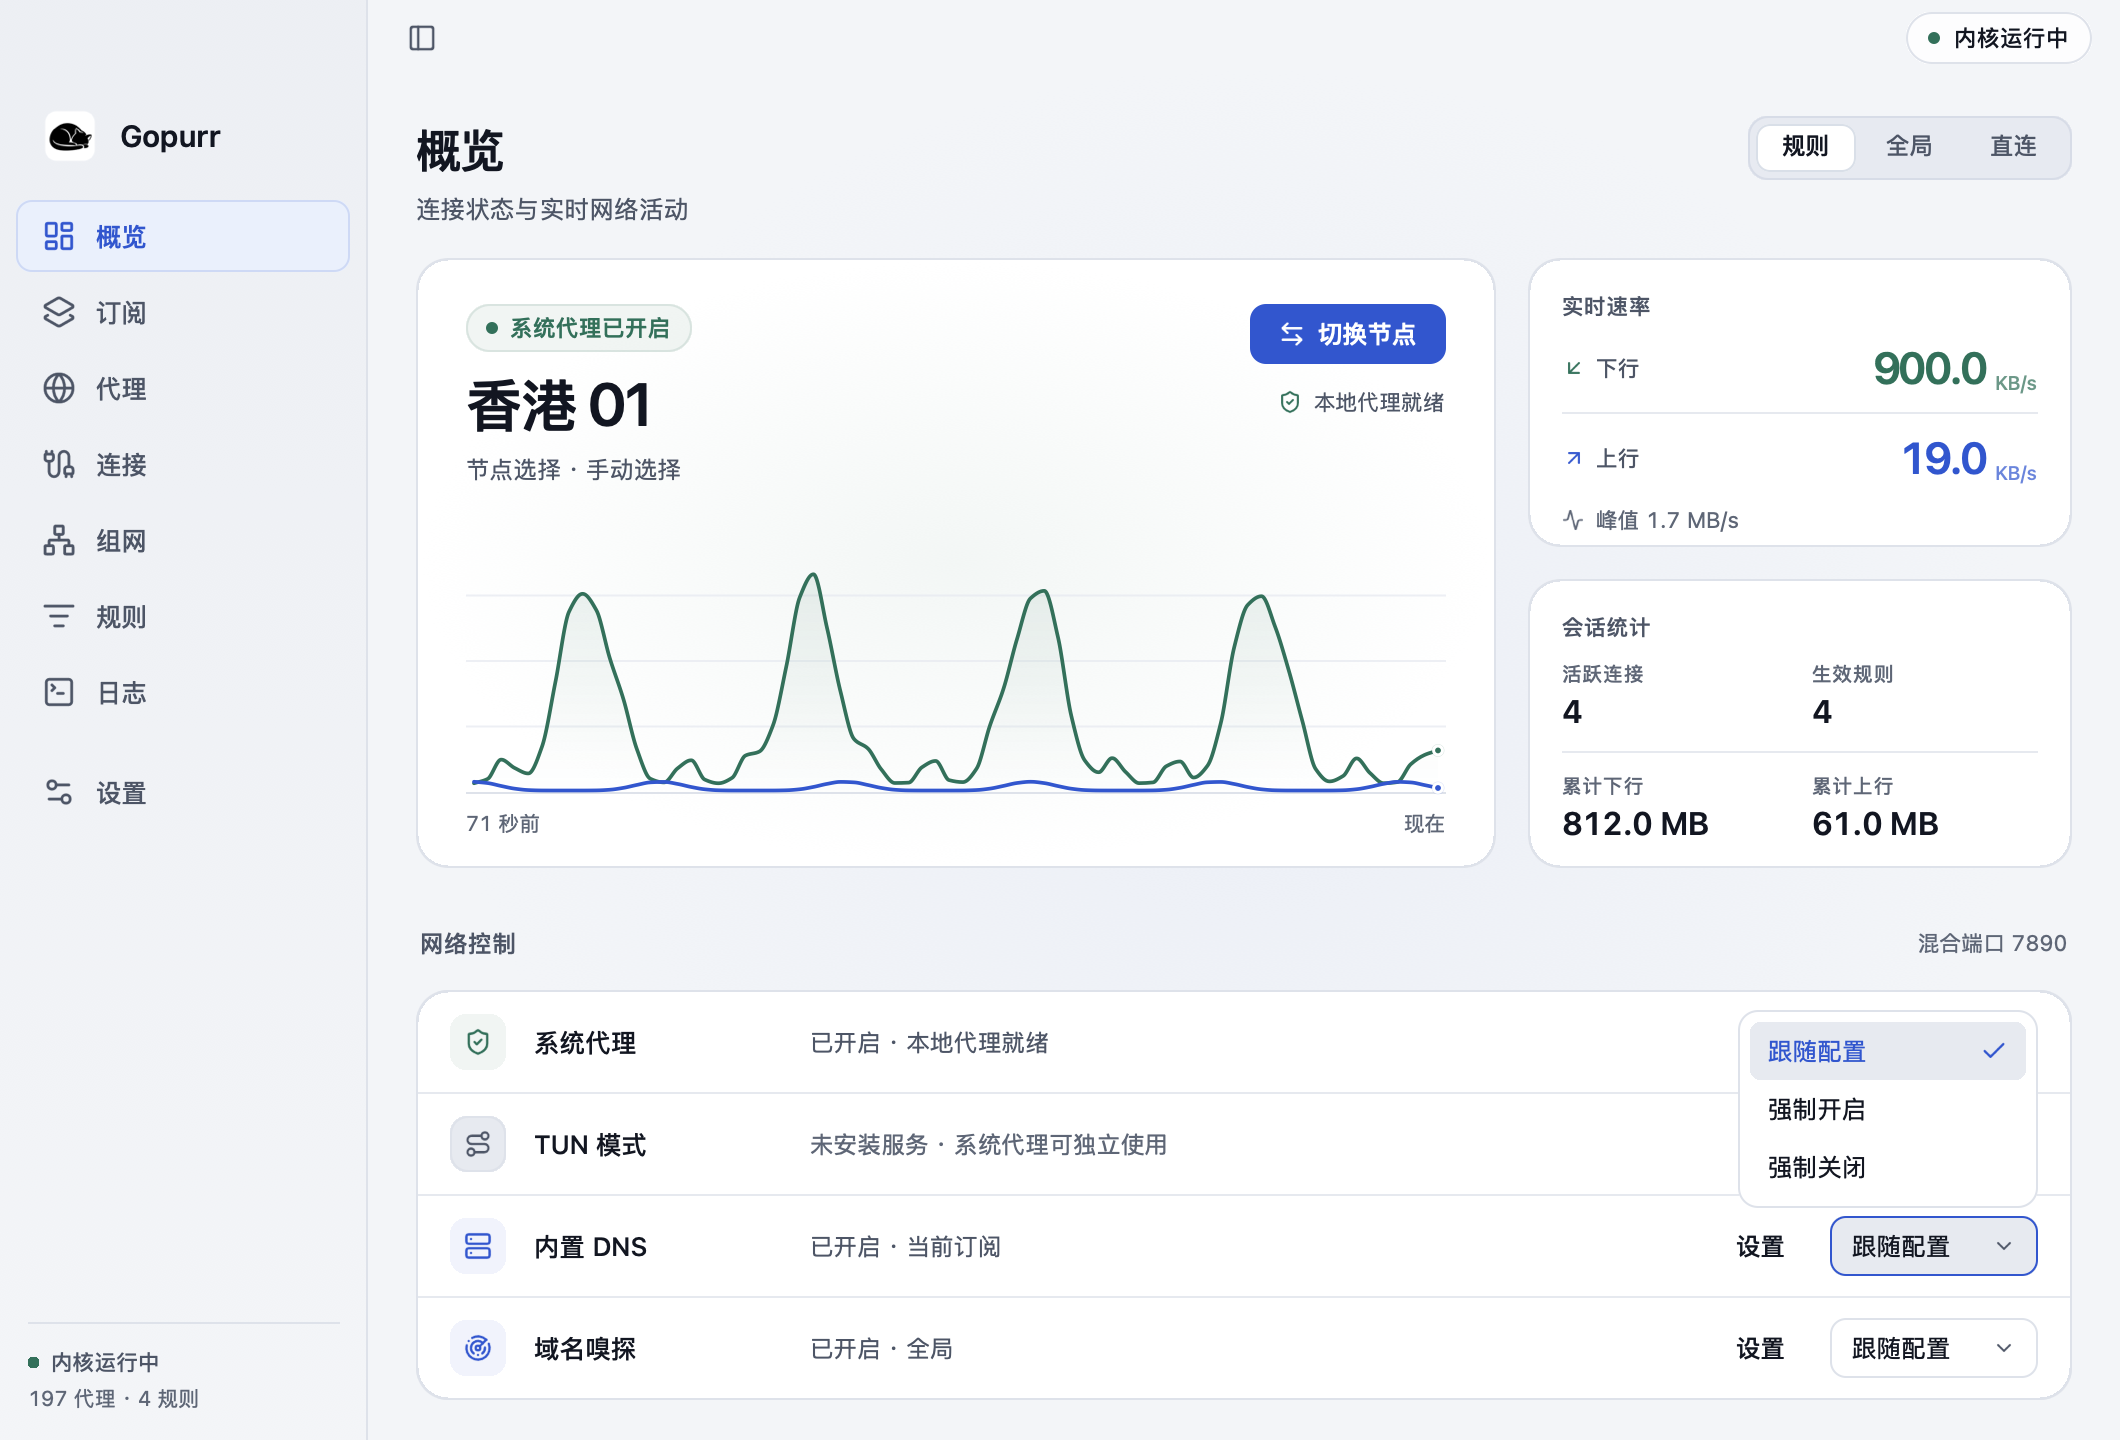 内核运行中
Gopurr
概览
订阅
代理
连接
组网
规则
日志
设置
内核运行中
197 代理 · 4 规则
概览
连接状态与实时网络活动
规则 全局 直连
系统代理已开启
切换节点
香港 01
本地代理就绪
节点选择 · 手动选择
71 秒前
现在
实时速率
下行 900.0 KB/s
上行 19.0 KB/s
峰值 1.7 MB/s
会话统计
活跃连接 生效规则
4 4
累计下行 累计上行
812.0 MB 61.0 MB
网络控制
混合端口 7890
系统代理 已开启 · 本地代理就绪
TUN 模式 未安装服务 · 系统代理可独立使用
跟随配置
强制开启
强制关闭
内置 DNS 已开启 · 当前订阅 设置 跟随配置
域名嗅探 已开启 · 全局 设置 跟随配置